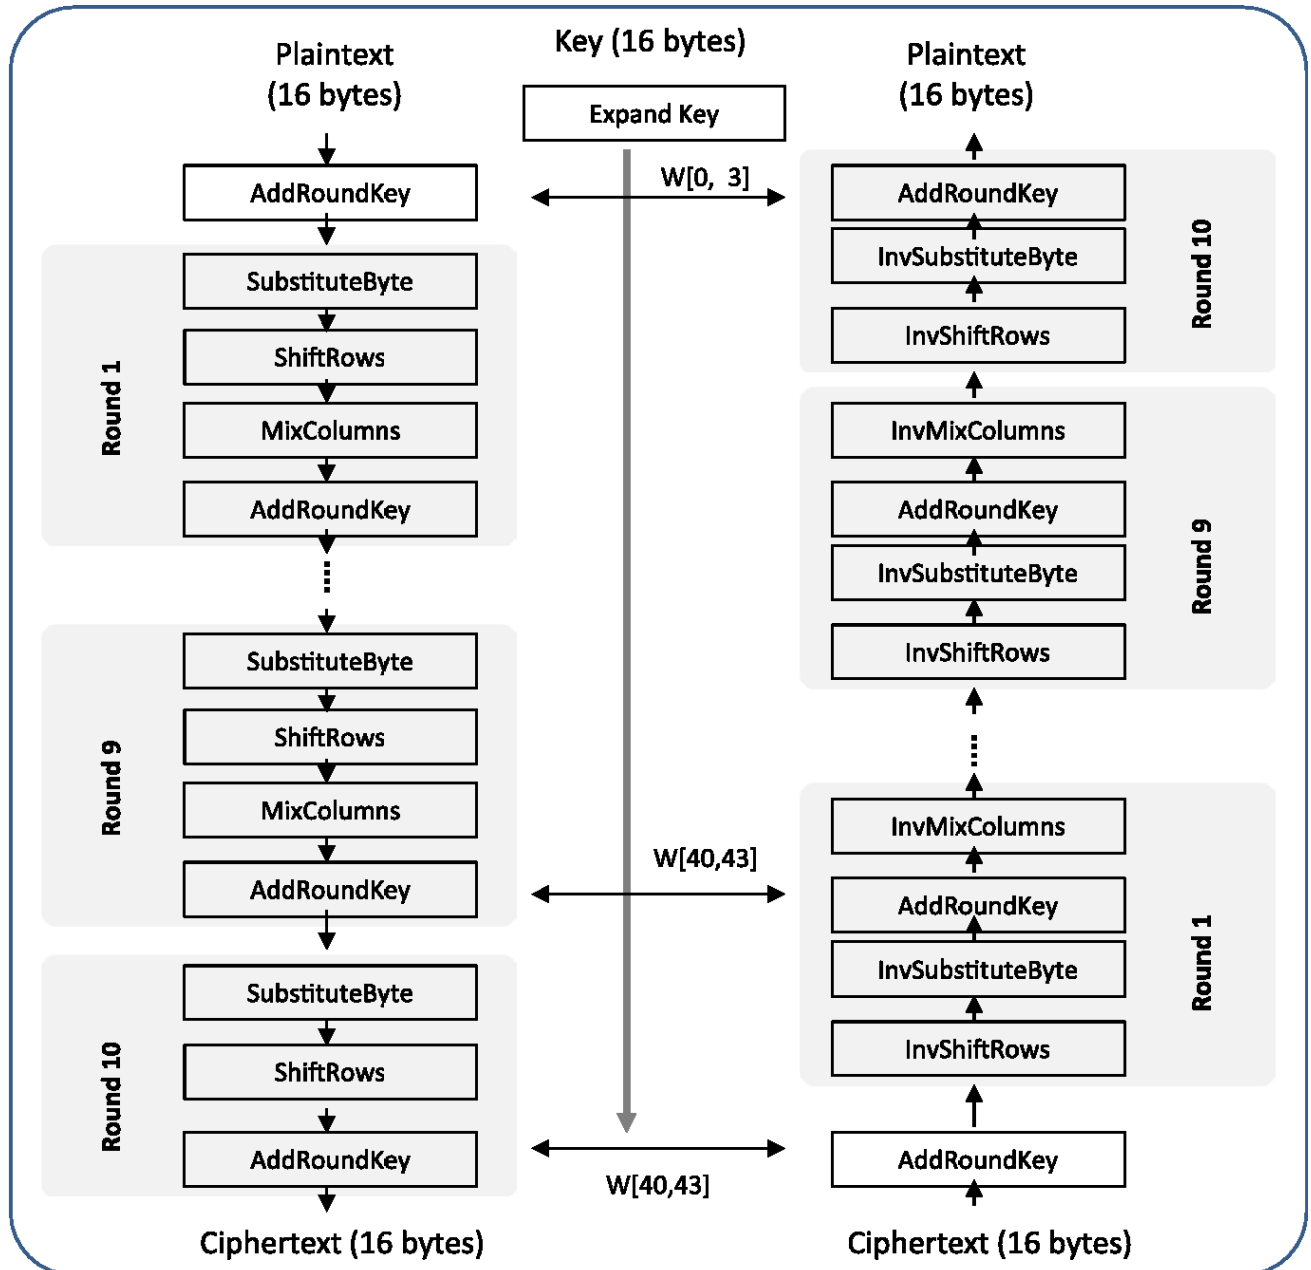 Plaintext
(16 bytes)
AddRoundKey
Round 1
SubstituteByte
ShiftRows
MixColumns
AddRoundKey
Round 9
SubstituteByte
ShiftRows
MixColumns
AddRoundKey
Round 10
SubstituteByte
ShiftRows
AddRoundKey
Ciphertext (16 bytes)
Key (16 bytes)
Expand Key
W[0, 3]
W[40,43]
W[40,43]
Plaintext
(16 bytes)
AddRoundKey
InvSubstituteByte
InvShiftRows
Round 10
InvMixColumns
AddRoundKey
InvSubstituteByte
InvShiftRows
Round 9
InvMixColumns
AddRoundKey
InvSubstituteByte
InvShiftRows
Round 1
AddRoundKey
Ciphertext (16 bytes)